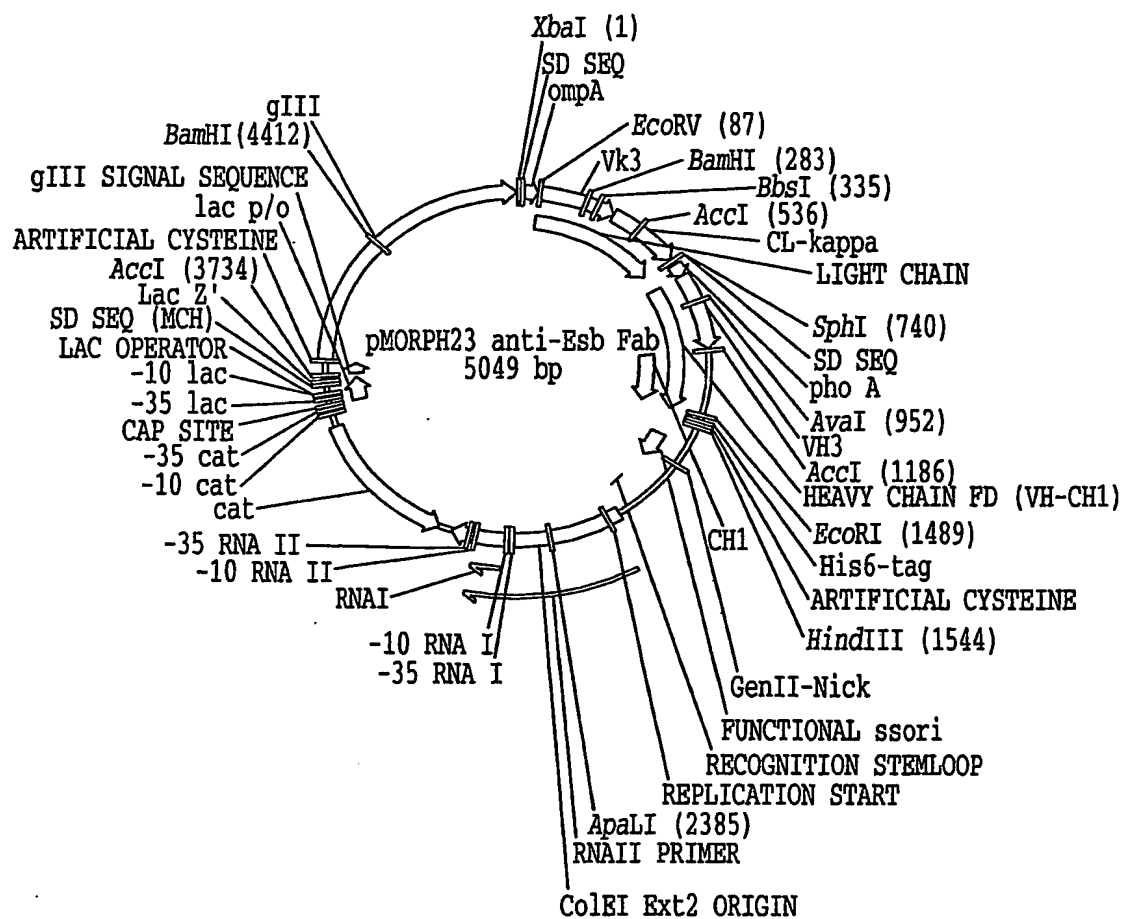 XbaI (1)
SD SEQ
ompA
EcoRV (87)
Vk3
BamHI (283)
BbsI (335)
AccI (536)
CL-kappa
LIGHT CHAIN
SphI (740)
SD SEQ
pho A
AvaI (952)
VH3
AccI (1186)
HEAVY CHAIN FD (VH-CH1)
EcoRI (1489)
His6-tag
ARTIFICIAL CYSTEINE
HindIII (1544)
CH1
GenII-Nick
FUNCTIONAL ssori
RECOGNITION STEMLOOP
REPLICATION START
ApaLI (2385)
RNAII PRIMER
ColEI Ext2 ORIGIN
-35 RNA I
-10 RNA I
RNAI
-10 RNA II
-35 RNA II
cat
-10 cat
-35 cat
CAP SITE
-35 lac
-10 lac
LAC OPERATOR
SD SEQ (MCH)
Lac Z'
AccI (3734)
ARTIFICIAL CYSTEINE
lac p/o
gIII SIGNAL SEQUENCE
BamHI(4412)
gIII
pMORPH23 anti-Esb Fab
5049 bp